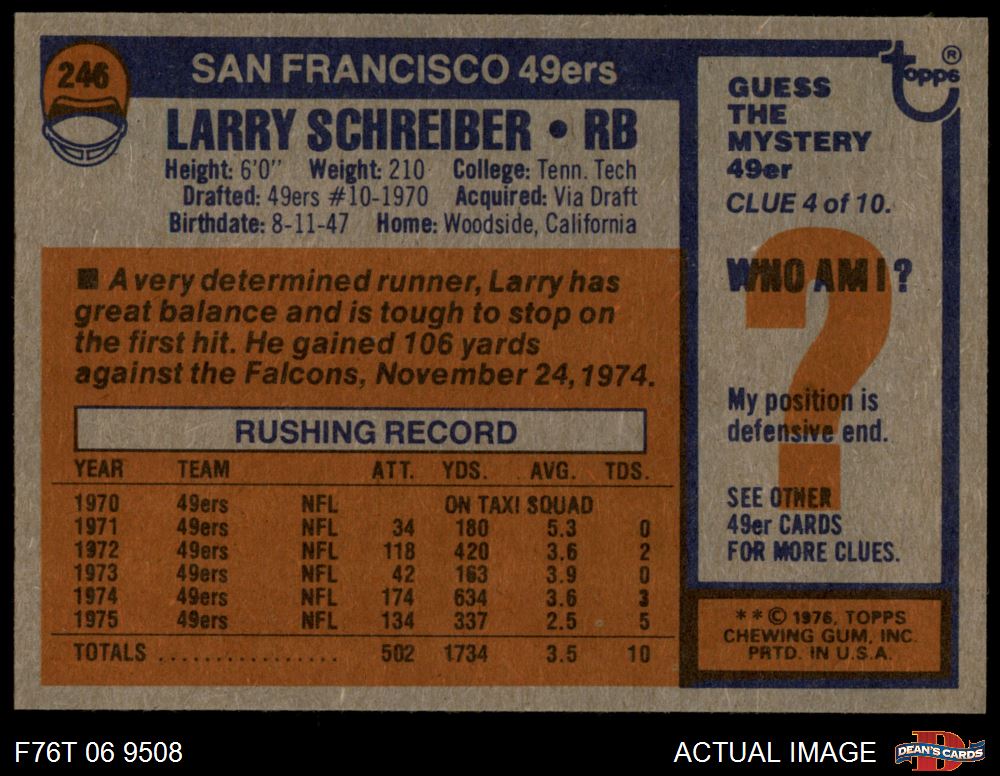 246
SAN FRANCISCO 49ers
LARRY SCHREIBER • RB
Height: 6'0" Weight: 210 College: Tenn. Tech
Drafted: 49ers #10-1970 Acquired: Via Draft
Birthdate: 8-11-47 Home: Woodside, California
■ A very determined runner, Larry has
great balance and is tough to stop on
the first hit. He gained 106 yards
against the Falcons, November 24, 1974.
RUSHING RECORD
YEAR TEAM ATT. YDS. AVG. TDS.
1970 49ers NFL ON TAXI SQUAD
1971 49ers NFL 34 180 5.3 0
1972 49ers NFL 118 420 3.6 2
1973 49ers NFL 42 163 3.9 0
1974 49ers NFL 174 634 3.6 3
1975 49ers NFL 134 337 2.5 5
TOTALS ................ 502 1734 3.5 10
topps®
GUESS
THE
MYSTERY
49er
CLUE 4 of 10.
WHO AM I?
?
My position is
defensive end.
SEE OTHER
49er CARDS
FOR MORE CLUES.
* * © 1976, TOPPS
CHEWING GUM, INC.
PRTD. IN U.S.A.
F76T 06 9508
ACTUAL IMAGE
D
DEAN'S CARDS